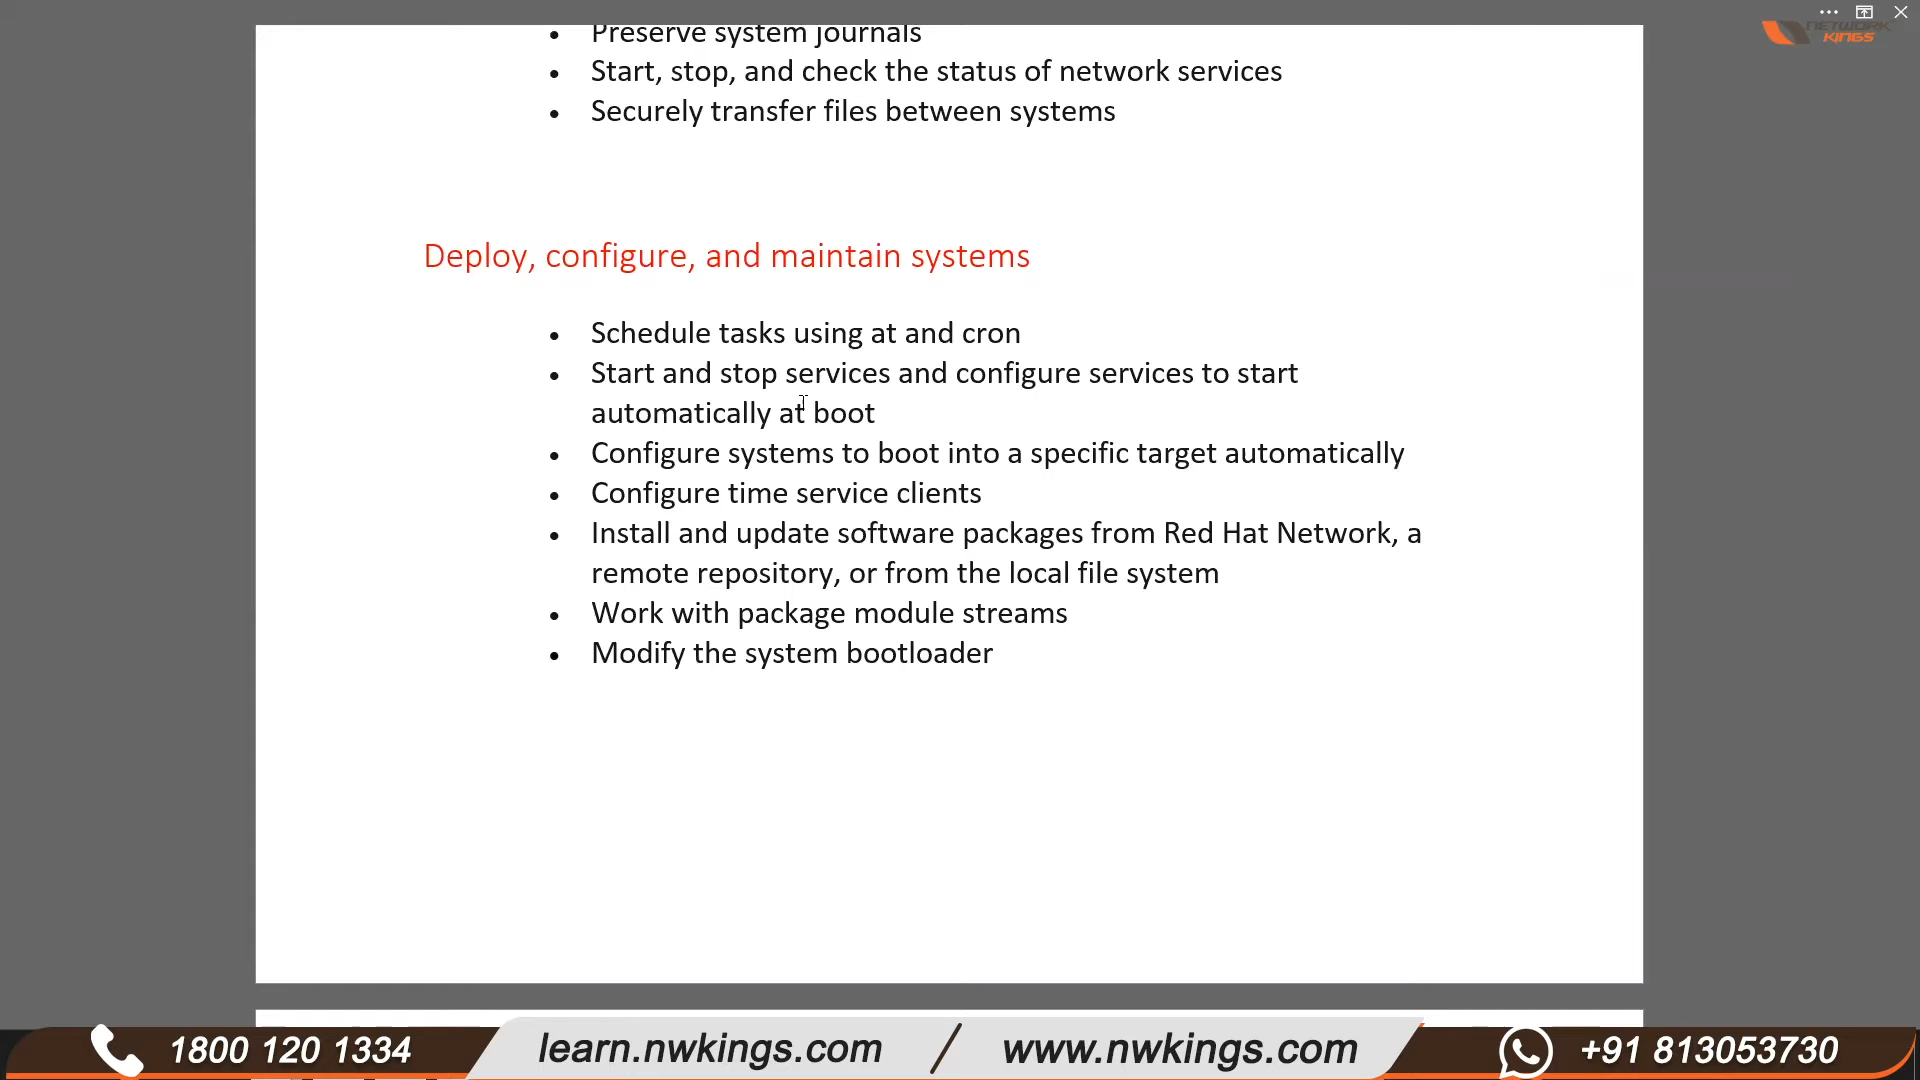 NETWORK
KINGS
Preserve system journals
Start, stop, and check the status of network services
Securely transfer files between systems
Deploy, configure, and maintain systems
Schedule tasks using at and cron
Start and stop services and configure services to start
automatically at boot
Configure systems to boot into a specific target automatically
Configure time service clients
Install and update software packages from Red Hat Network, a
remote repository, or from the local file system
Work with package module streams
Modify the system bootloader
1800 120 1334
learn.nwkings.com / www.nwkings.com
+91 813053730